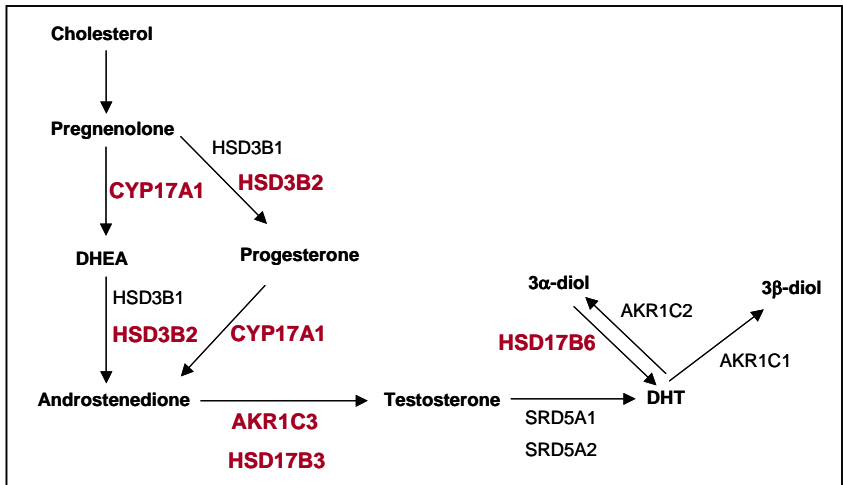 Cholesterol
Pregnenolone
HSD3B1
HSD3B2
CYP17A1
DHEA
Progesterone
HSD3B1
HSD3B2
CYP17A1
3α-diol
3β-diol
AKR1C2
HSD17B6
AKR1C1
Androstenedione
Testosterone
DHT
AKR1C3
HSD17B3
SRD5A1
SRD5A2